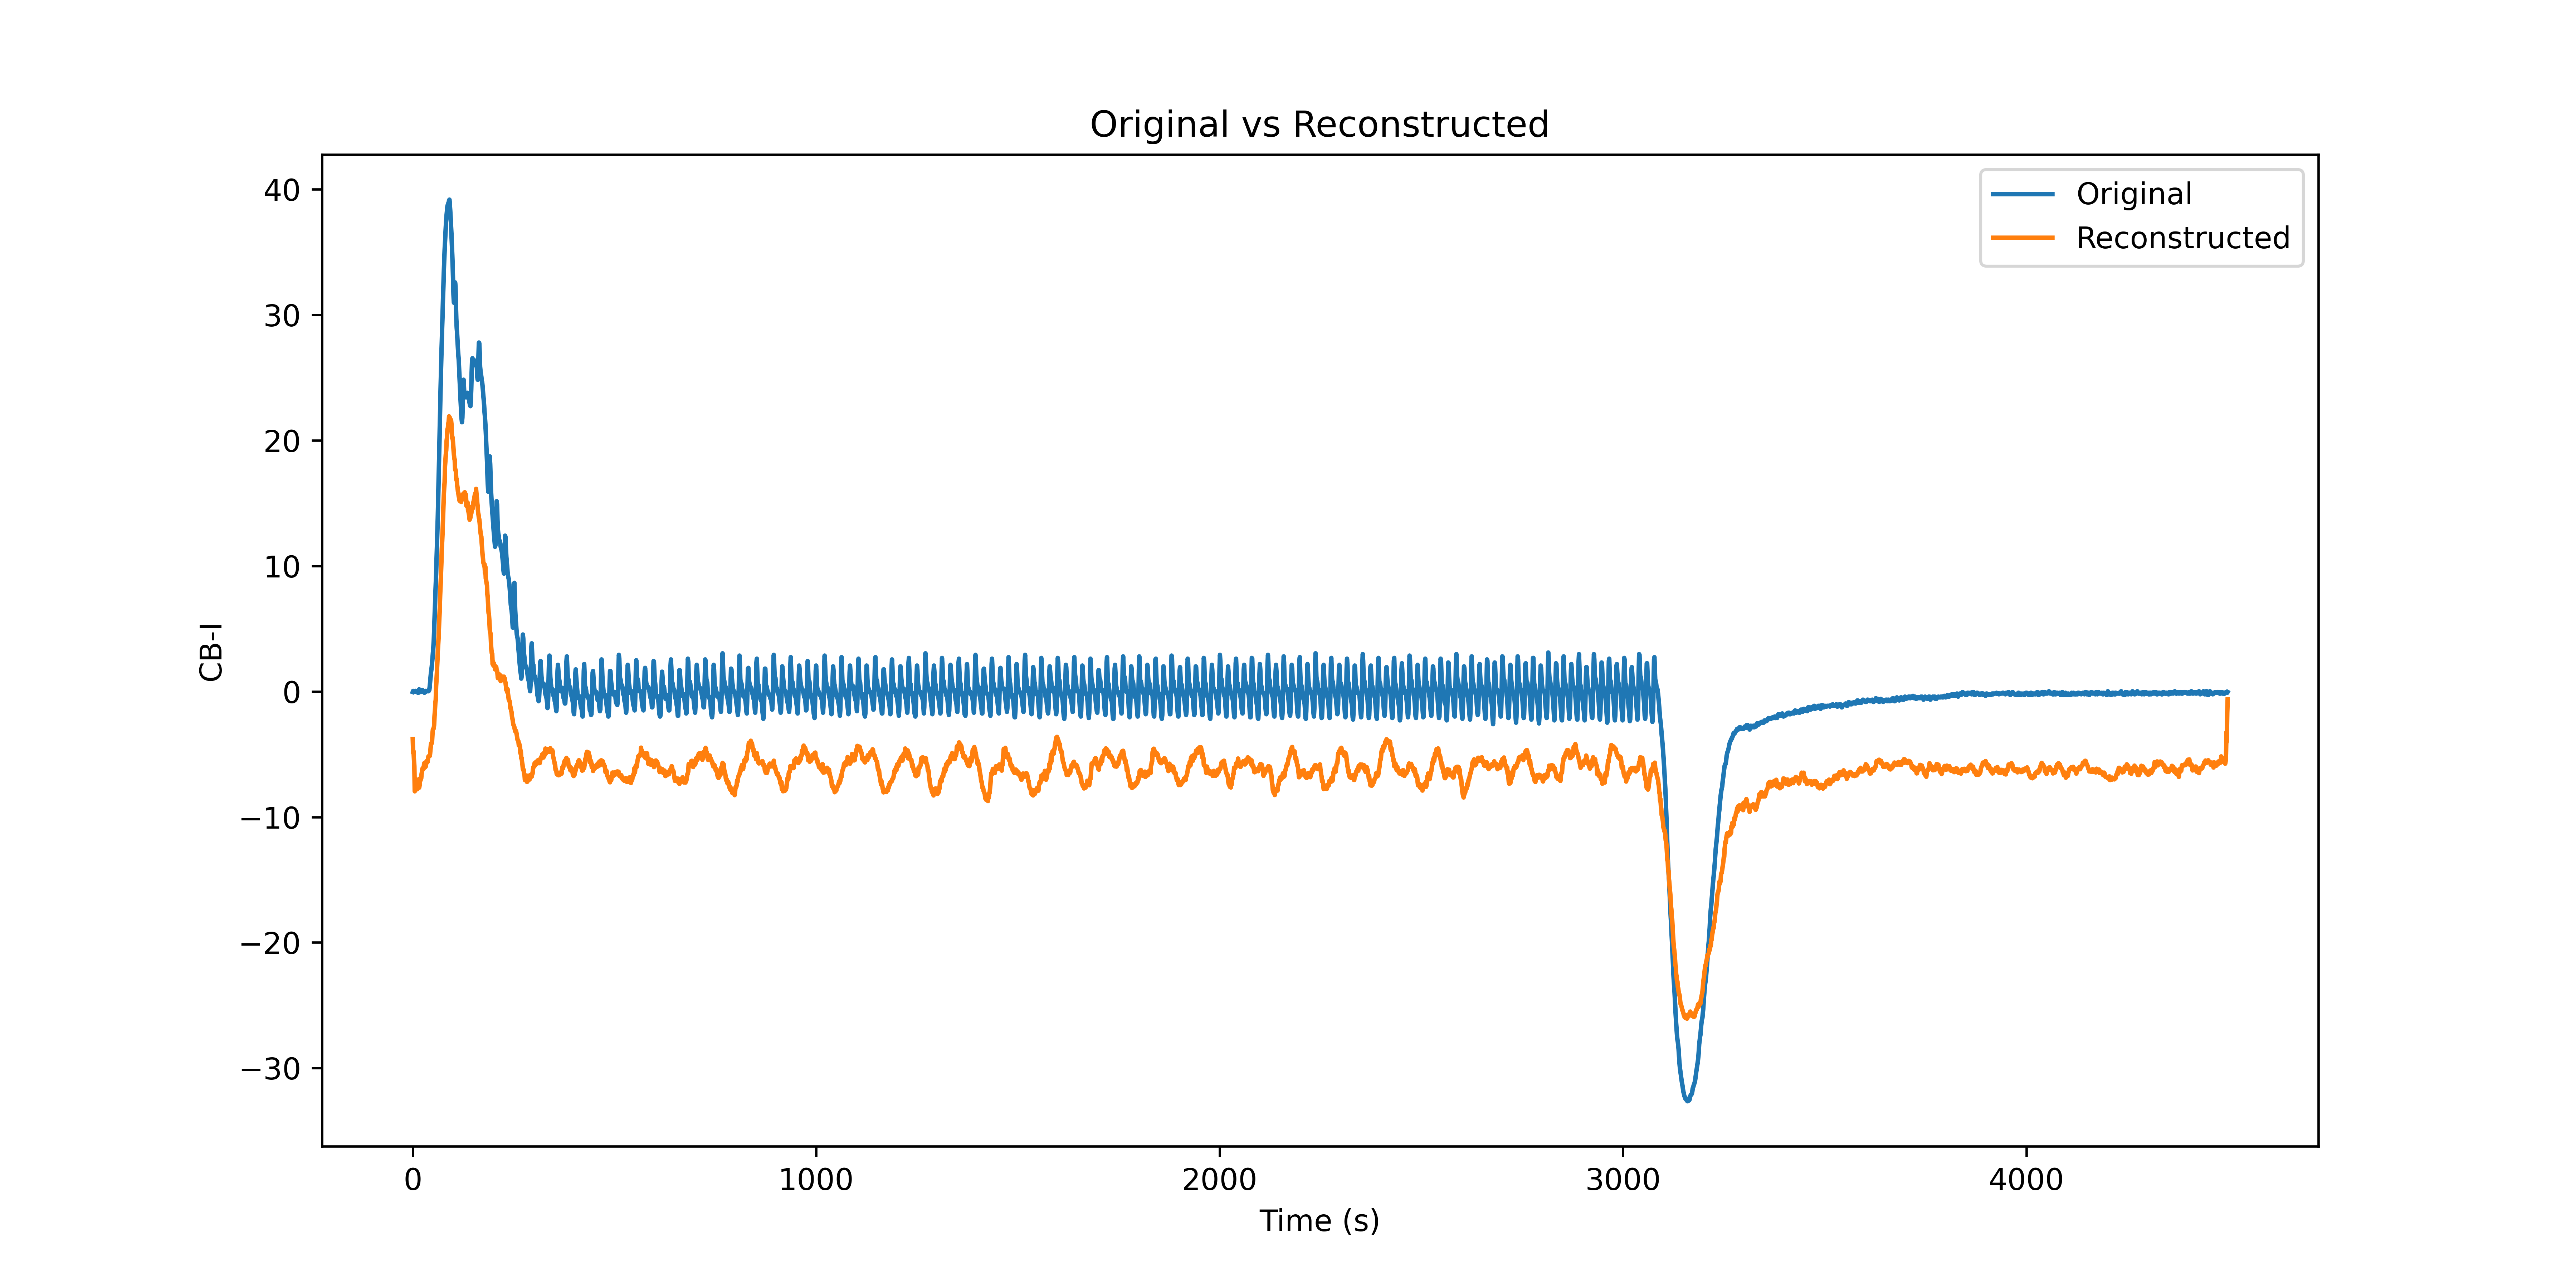 Original vs Reconstructed
Original
Reconstructed
40
30
20
10
0
−10
−20
−30
CB-I
0 1000 2000 3000 4000
Time (s)